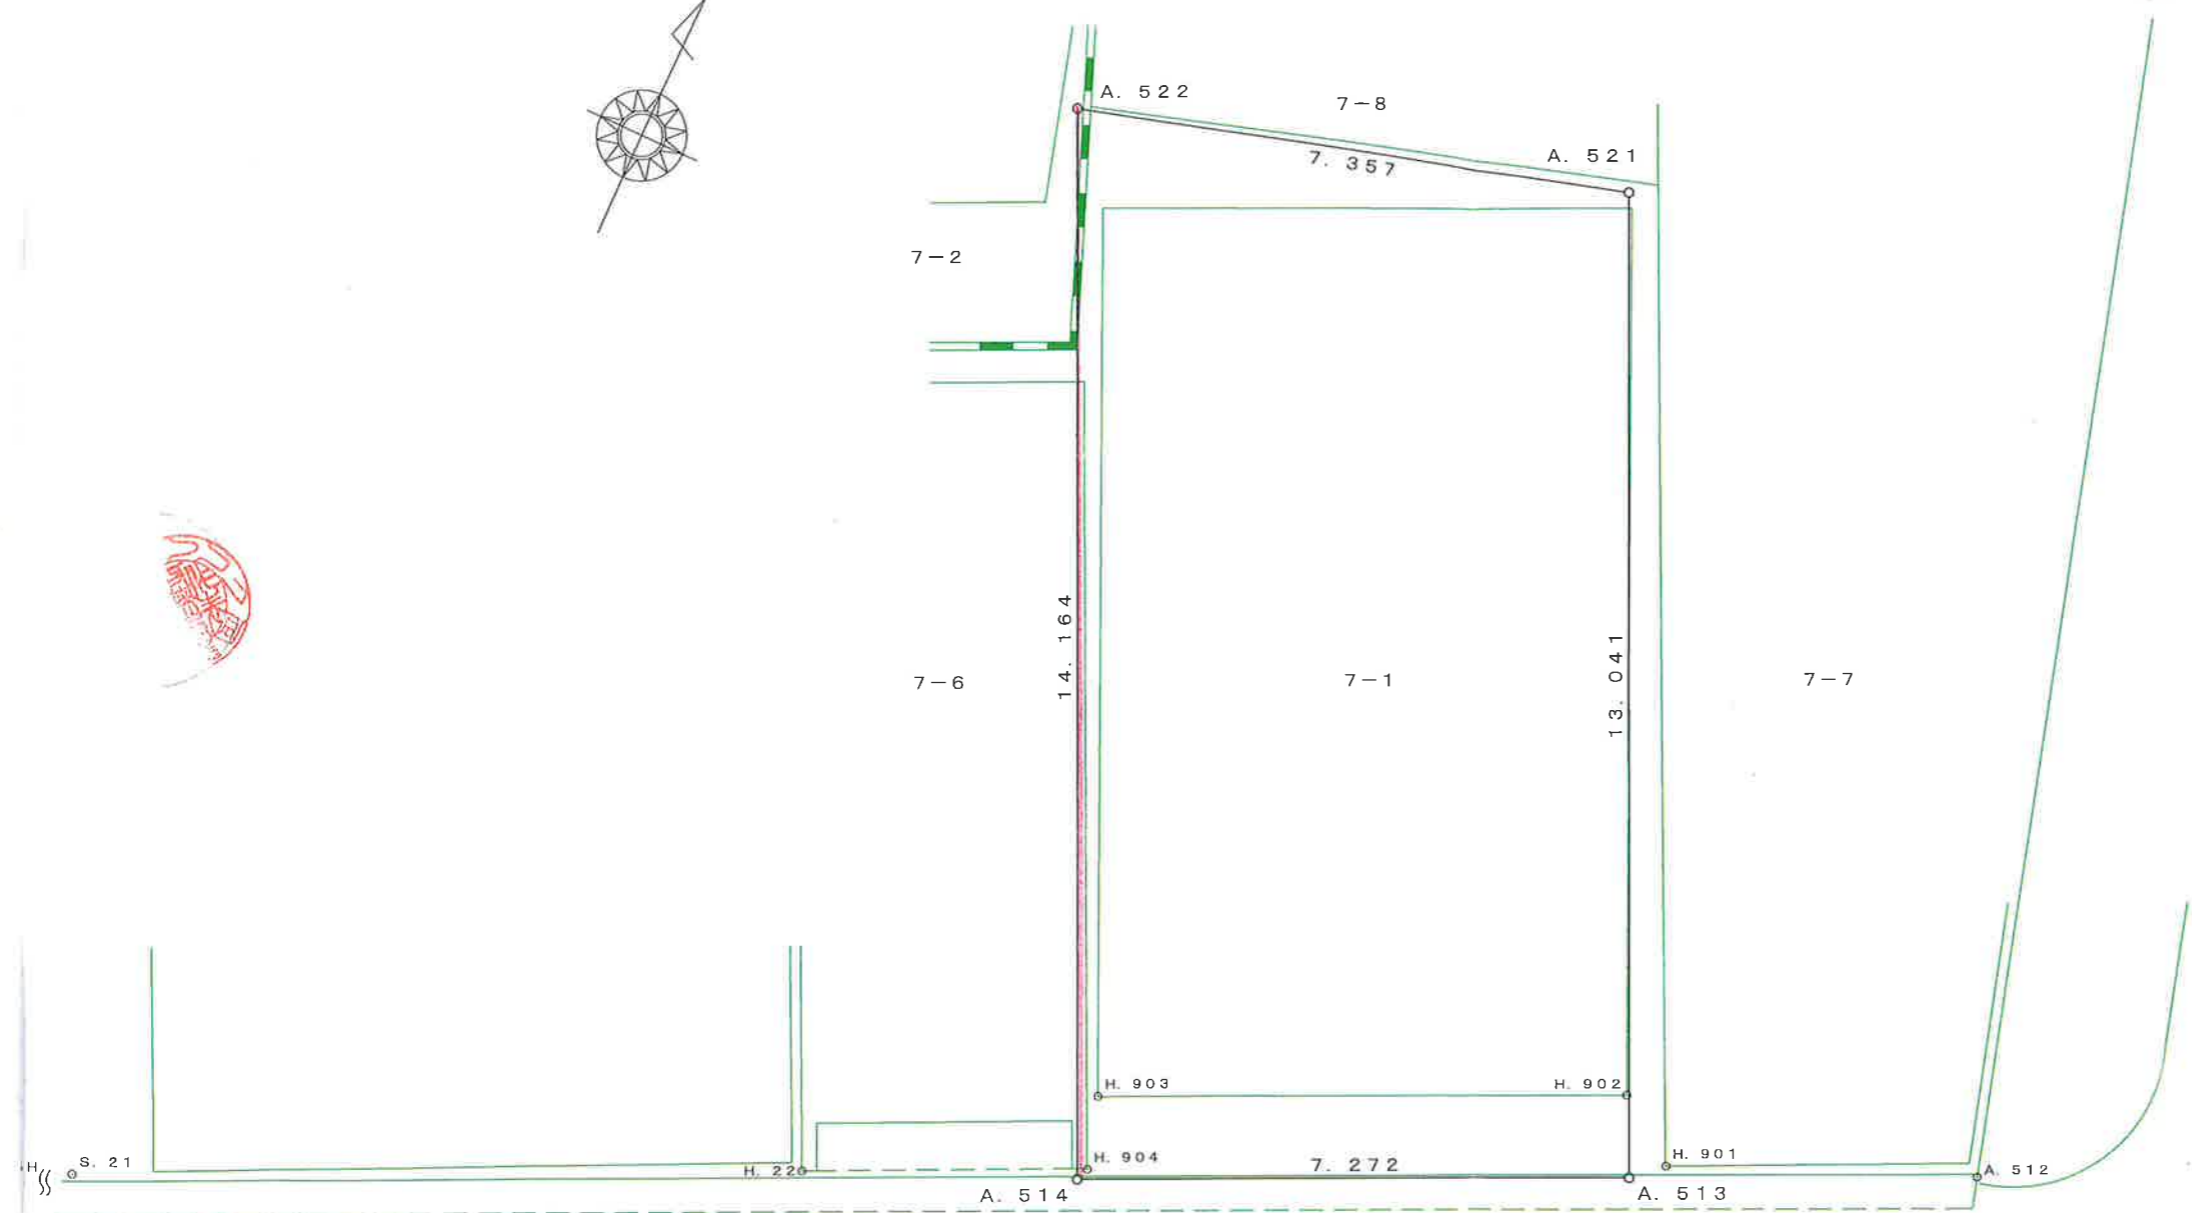 A. 522
7－8
A. 521
7. 357
7－2
14. 164
13. 041
7－6
7－1
7－7
H. 903
H. 902
S. 21
H. 22
H. 904
7. 272
H. 901
A. 512
H
A. 514
A. 513